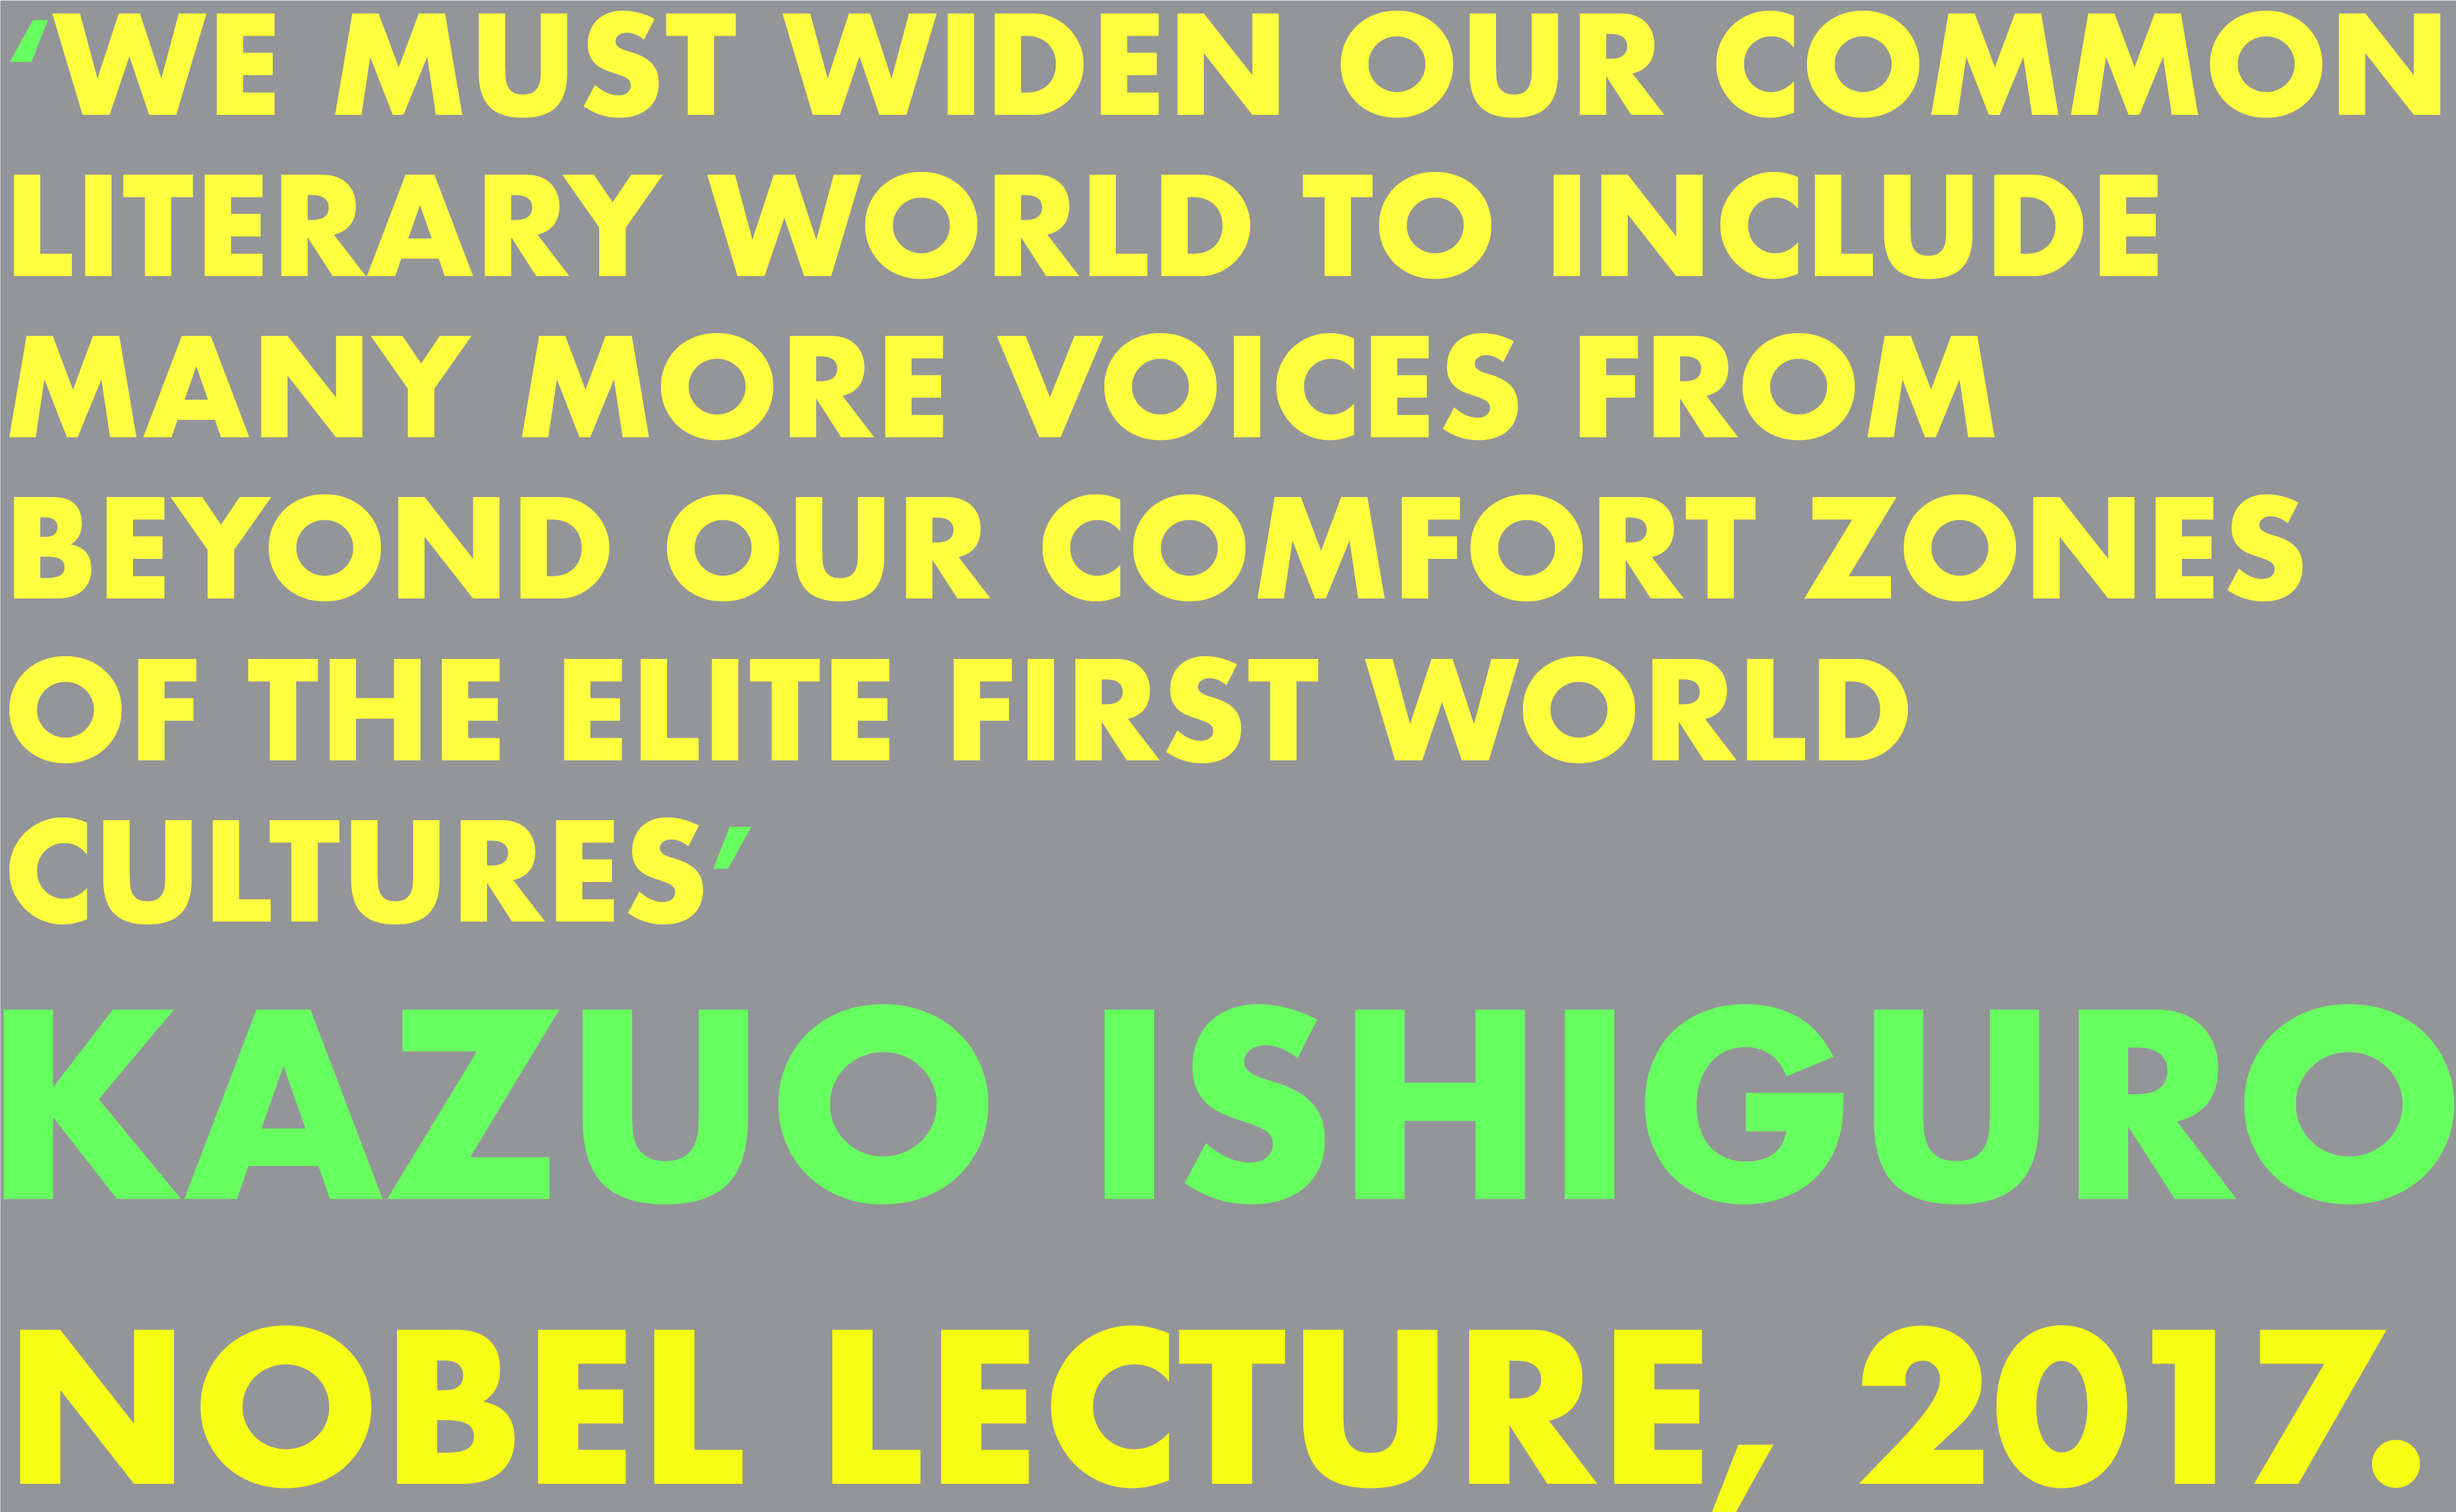 'WE MUST WIDEN OUR COMMON
LITERARY WORLD TO INCLUDE
MANY MORE VOICES FROM
BEYOND OUR COMFORT ZONES
OF THE ELITE FIRST WORLD
CULTURES'
KAZUO ISHIGURO
NOBEL LECTURE, 2017.